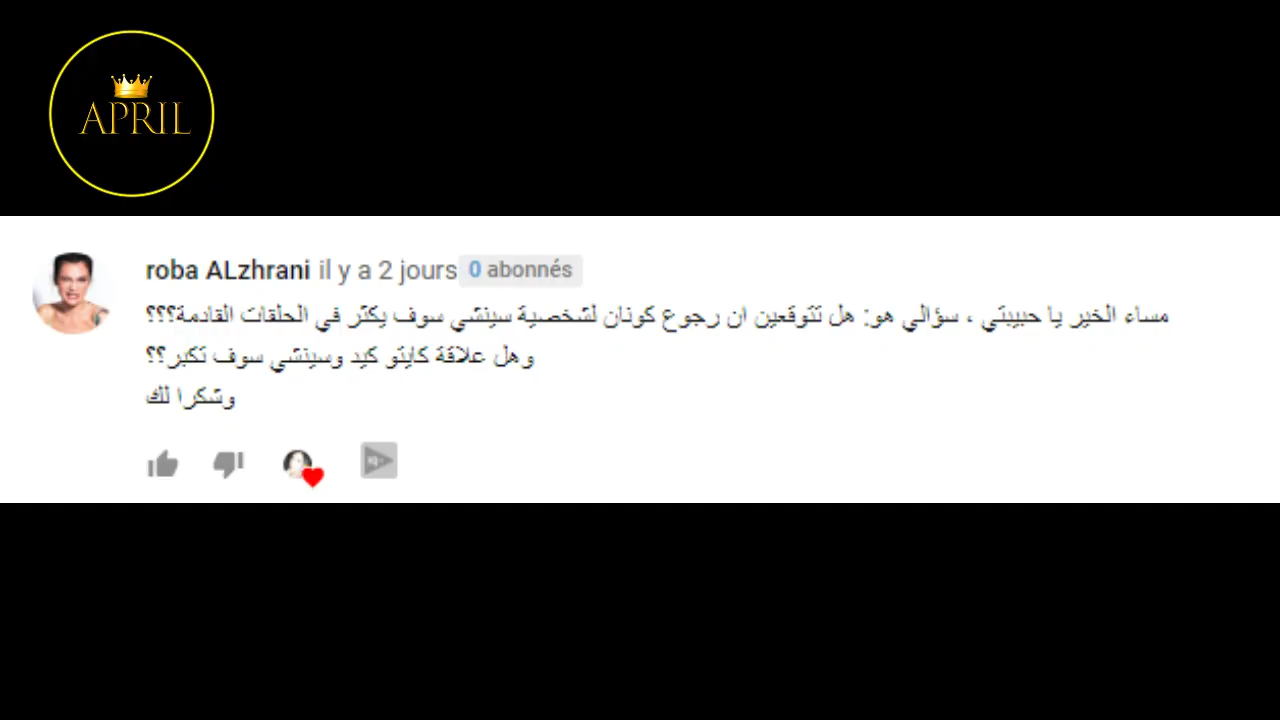 APRIL
roba ALzhrani il y a 2 jours 0 abonnés
مساء الخير يا حبيبتي ، سؤالي هو: هل تتوقعين ان رجوع كونان لشخصية سينشي سوف يكثر في الحلقات القادمة؟؟؟
وهل علاقة كايتو كيد وسينشي سوف تكبر؟؟
وشكرا لك